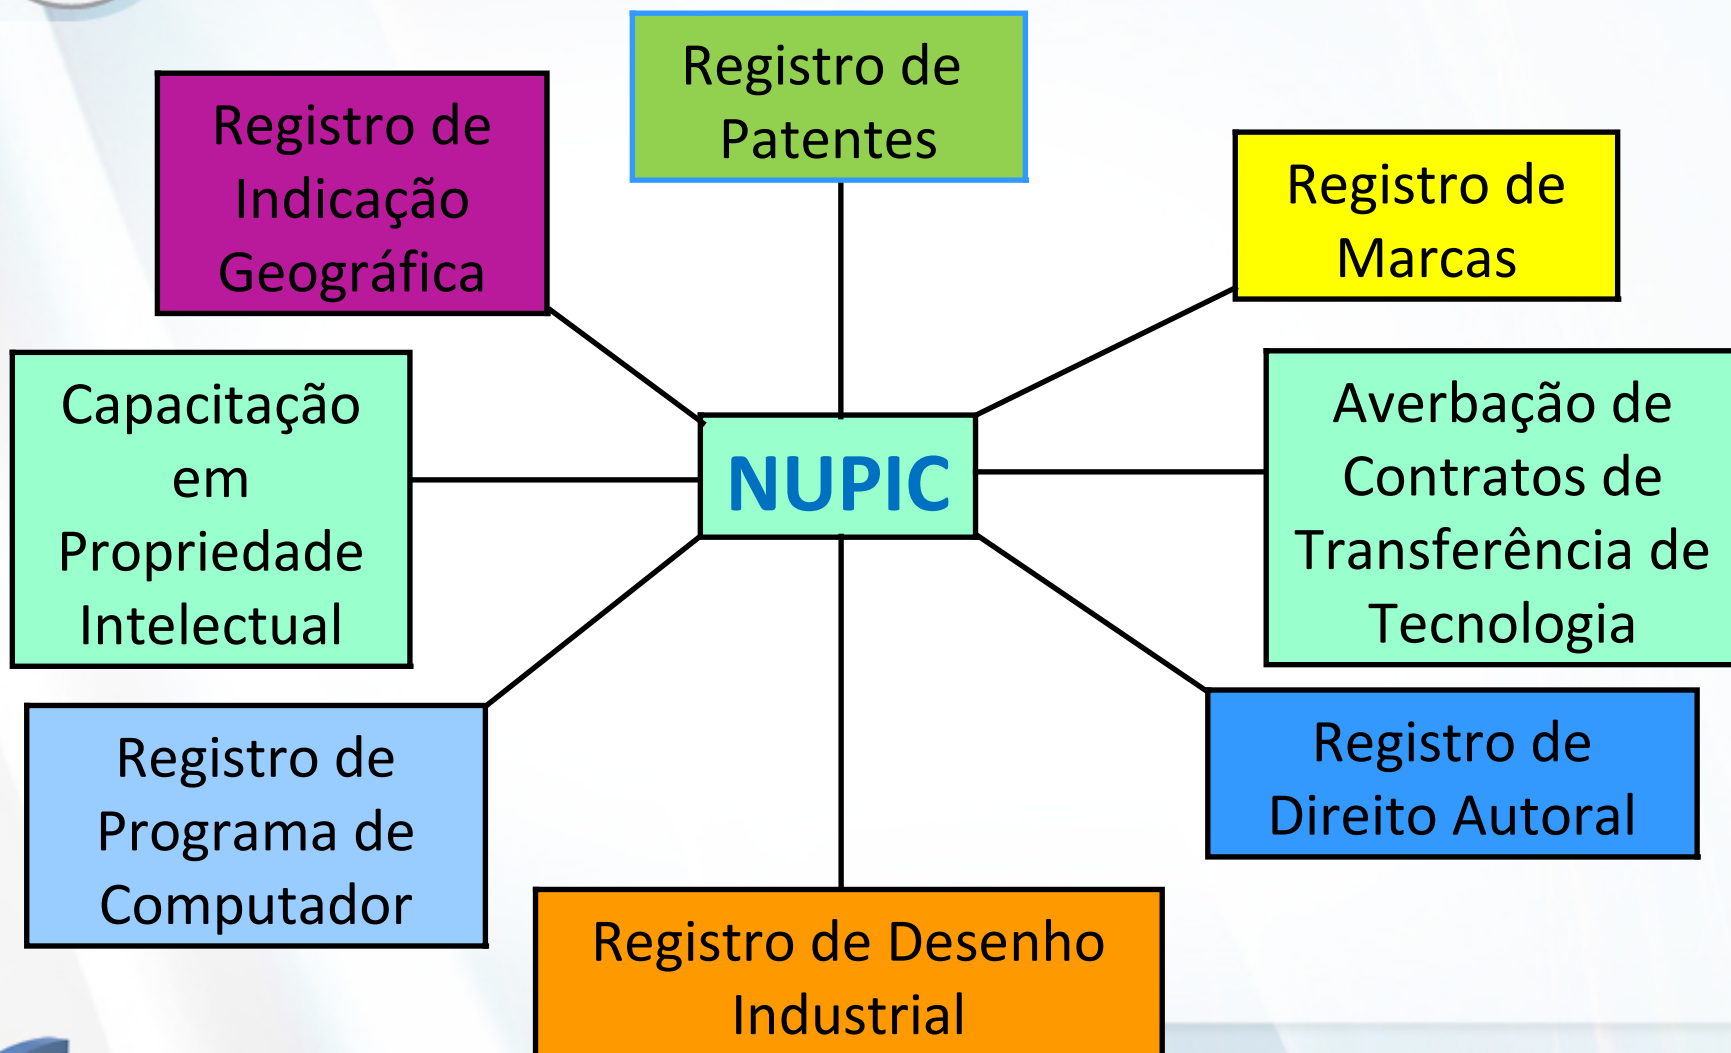 Registro de
Patentes
Registro de
Indicação
Geográfica
Registro de
Marcas
Capacitação
em
Propriedade
Intelectual
NUPIC
Averbação de
Contratos de
Transferência de
Tecnologia
Registro de
Programa de
Computador
Registro de
Direito Autoral
Registro de Desenho
Industrial